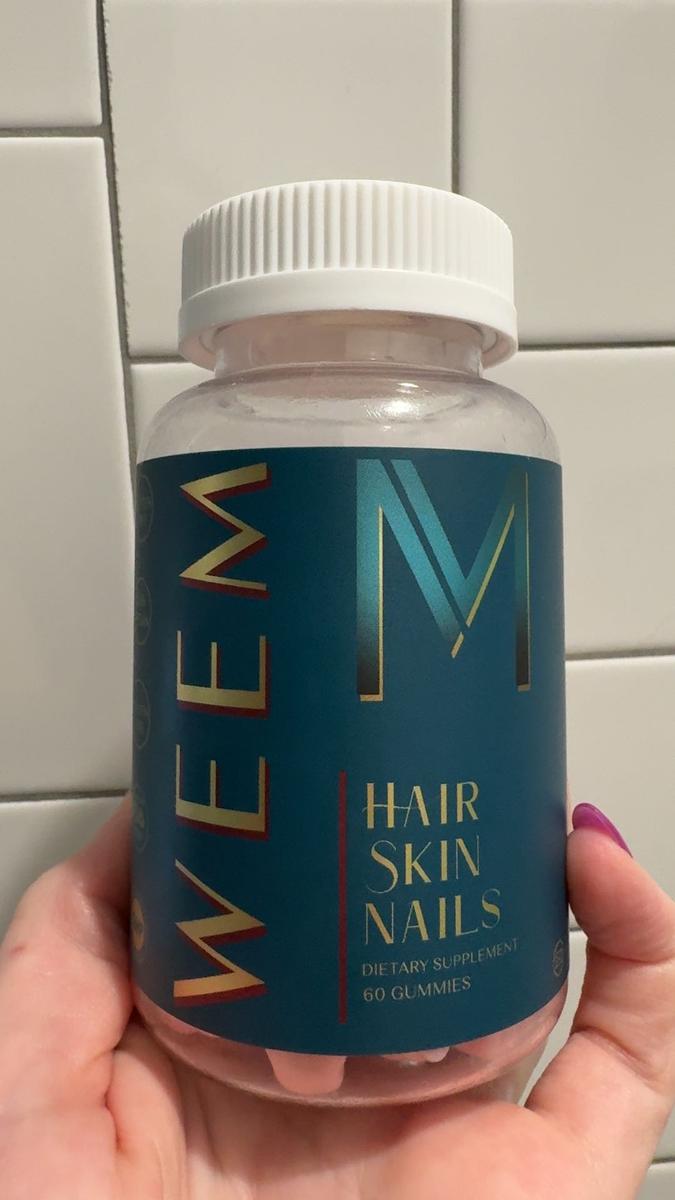 WEEM
M
HAIR
SKIN
NAILS
DIETARY SUPPLEMENT
60 GUMMIES